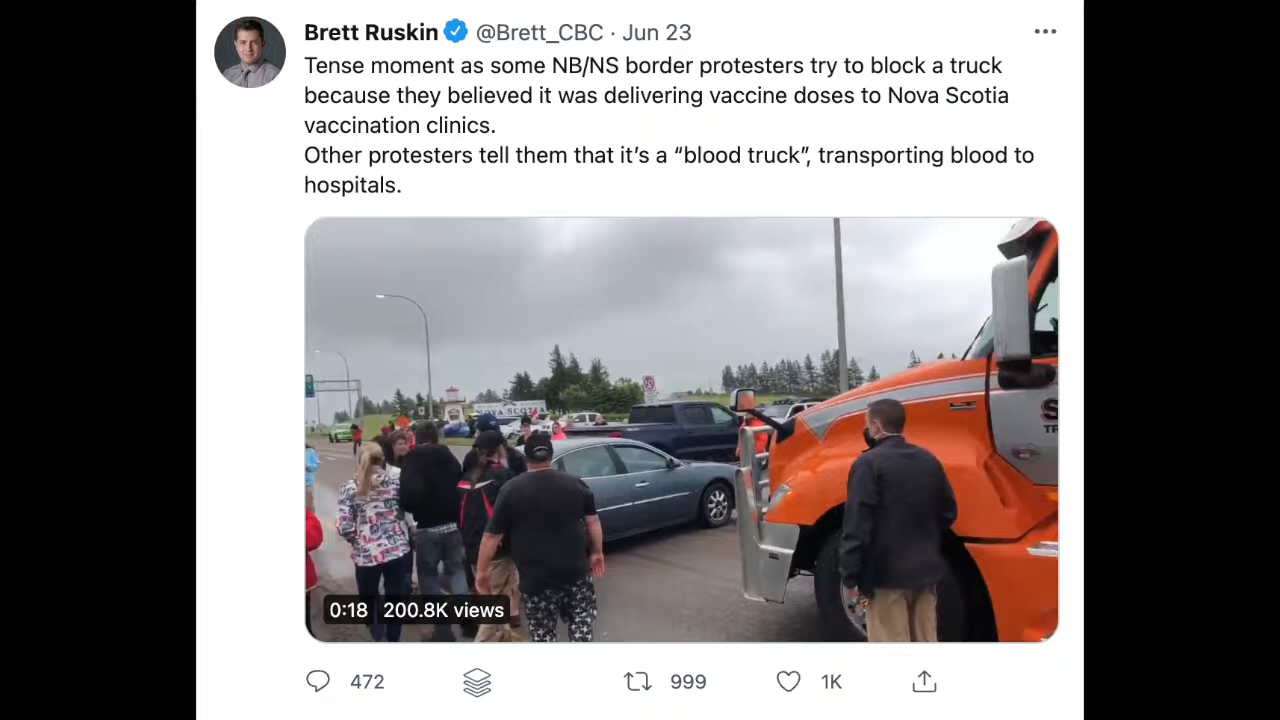 Brett Ruskin @Brett_CBC · Jun 23
Tense moment as some NB/NS border protesters try to block a truck
because they believed it was delivering vaccine doses to Nova Scotia
vaccination clinics.
Other protesters tell them that it’s a “blood truck”, transporting blood to
hospitals.
NOVA SCOTIA
0:18 200.8K views
472 999 1K